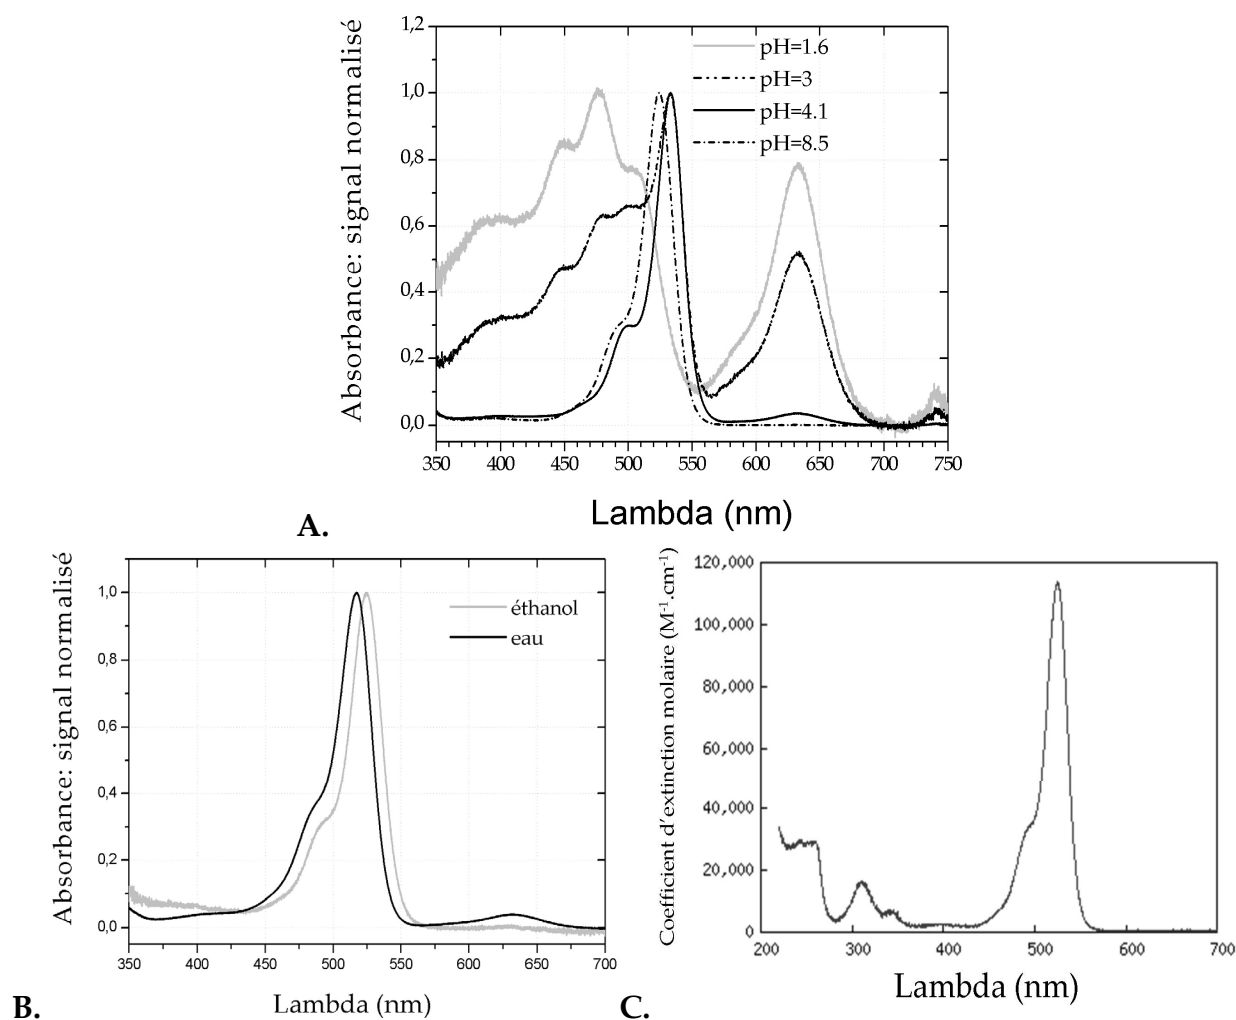 Absorbance: signal normalisé
1,2
1,0
0,8
0,6
0,4
0,2
0,0
pH=1.6
pH=3
pH=4.1
pH=8.5
350 400 450 500 550 600 650 700 750
Lambda (nm)
A.
Absorbance: signal normalisé
1,0
0,8
0,6
0,4
0,2
0,0
éthanol
eau
350 400 450 500 550 600 650 700
Lambda (nm)
B.
Coefficient d'extinction molaire (M⁻¹.cm⁻¹)
120,000
100,000
80,000
60,000
40,000
20,000
0
200 300 400 500 600 700
Lambda (nm)
C.